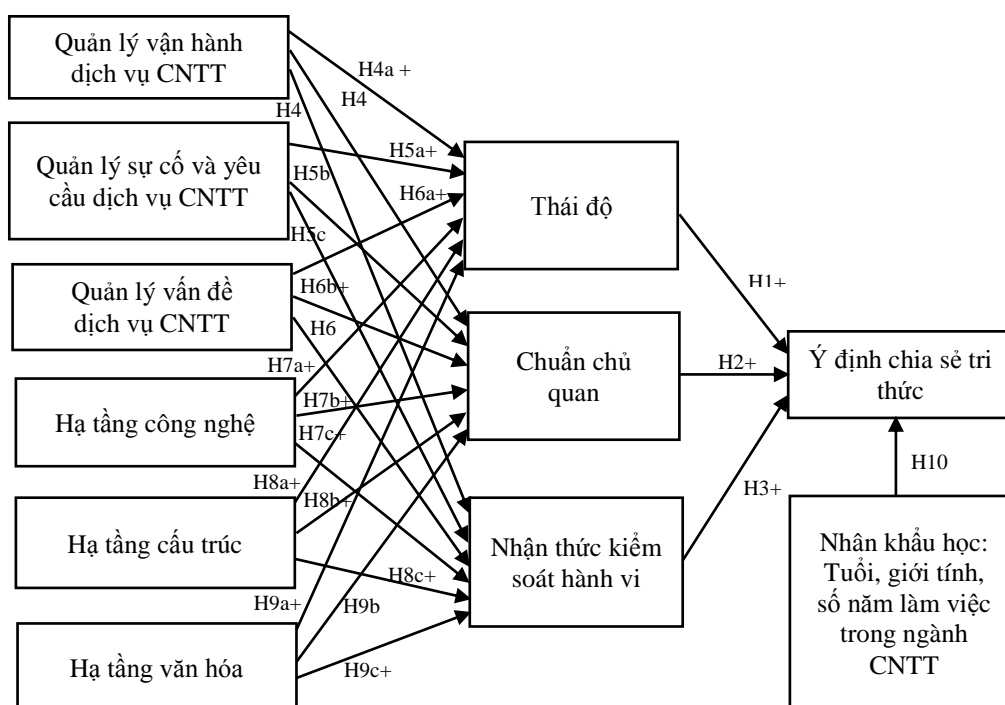 Quản lý vận hành
dịch vụ CNTT
Quản lý sự cố và yêu
cầu dịch vụ CNTT
Quản lý vấn đề
dịch vụ CNTT
Hạ tầng công nghệ
Hạ tầng cấu trúc
Hạ tầng văn hóa
H4a +
H4
H4
H5a+
H5b
H5c
H6a+
H6b+
H6
H7a+
H7b+
H7c+
H8a+
H8b+
H8c+
H9a+
H9b
H9c+
Thái độ
Chuẩn chủ
quan
Nhận thức kiểm
soát hành vi
H1+
H2+
H3+
Ý định chia sẻ tri
thức
H10
Nhân khẩu học:
Tuổi, giới tính,
số năm làm việc
trong ngành
CNTT